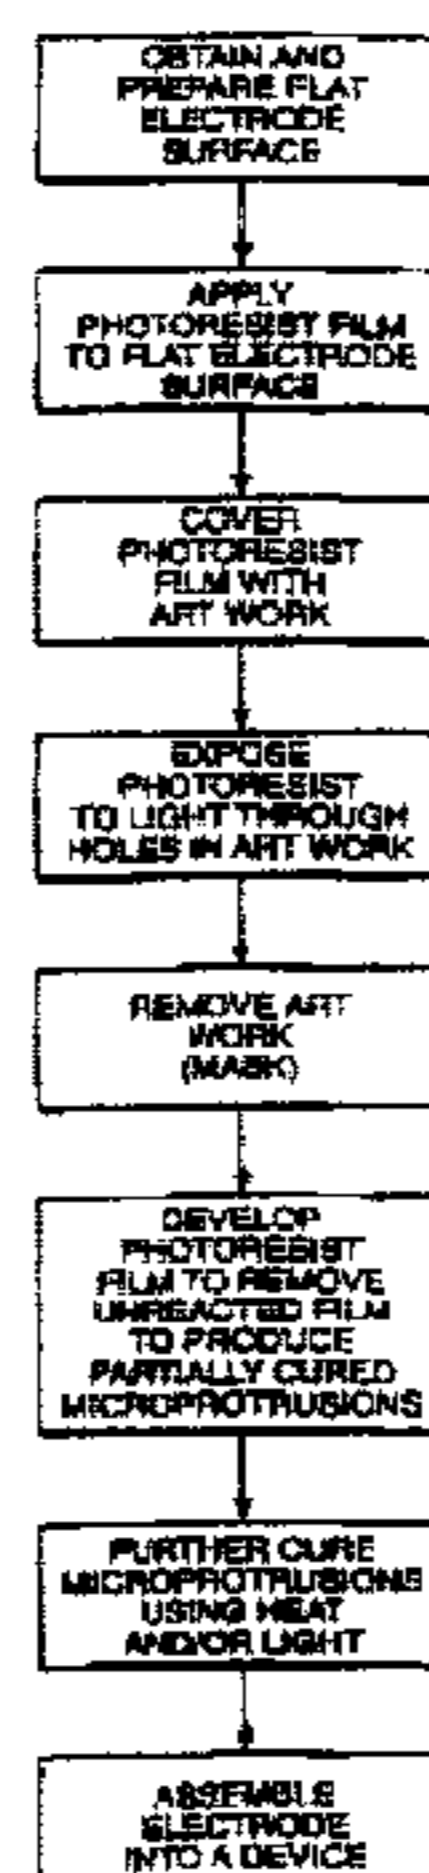 OBTAIN AND
PREPARE FLAT
ELECTRODE
SURFACE
APPLY
PHOTORESIST FILM
TO FLAT ELECTRODE
SURFACE
COVER
PHOTORESIST
FILM WITH
ART WORK
EXPOSE
PHOTORESIST
TO LIGHT THROUGH
HOLES IN ART WORK
REMOVE ART
WORK
(MASK)
DEVELOP
PHOTORESIST
FILM TO REMOVE
UNREACTED FILM
TO PRODUCE
PARTIALLY CURED
MICROPROTRUSIONS
FURTHER CURE
MICROPROTRUSIONS
USING HEAT
AND/OR LIGHT
ASSEMBLE
ELECTRODE
INTO A DEVICE